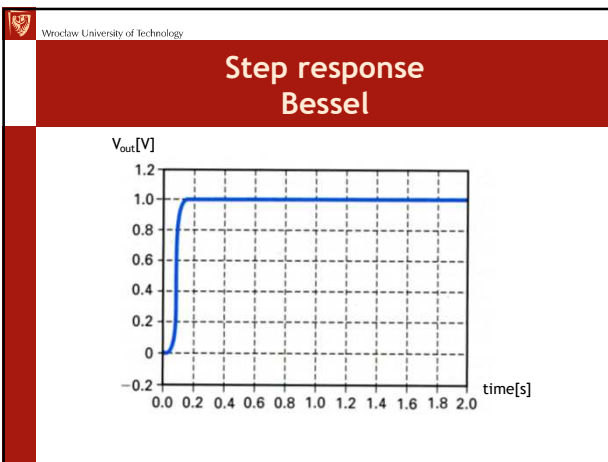 Wrocław University of Technology
Step response
Bessel
Vout[V]
1.2
1.0
0.8
0.6
0.4
0.2
0
−0.2
time[s]
0.0 0.2 0.4 0.6 0.8 1.0 1.2 1.4 1.6 1.8 2.0